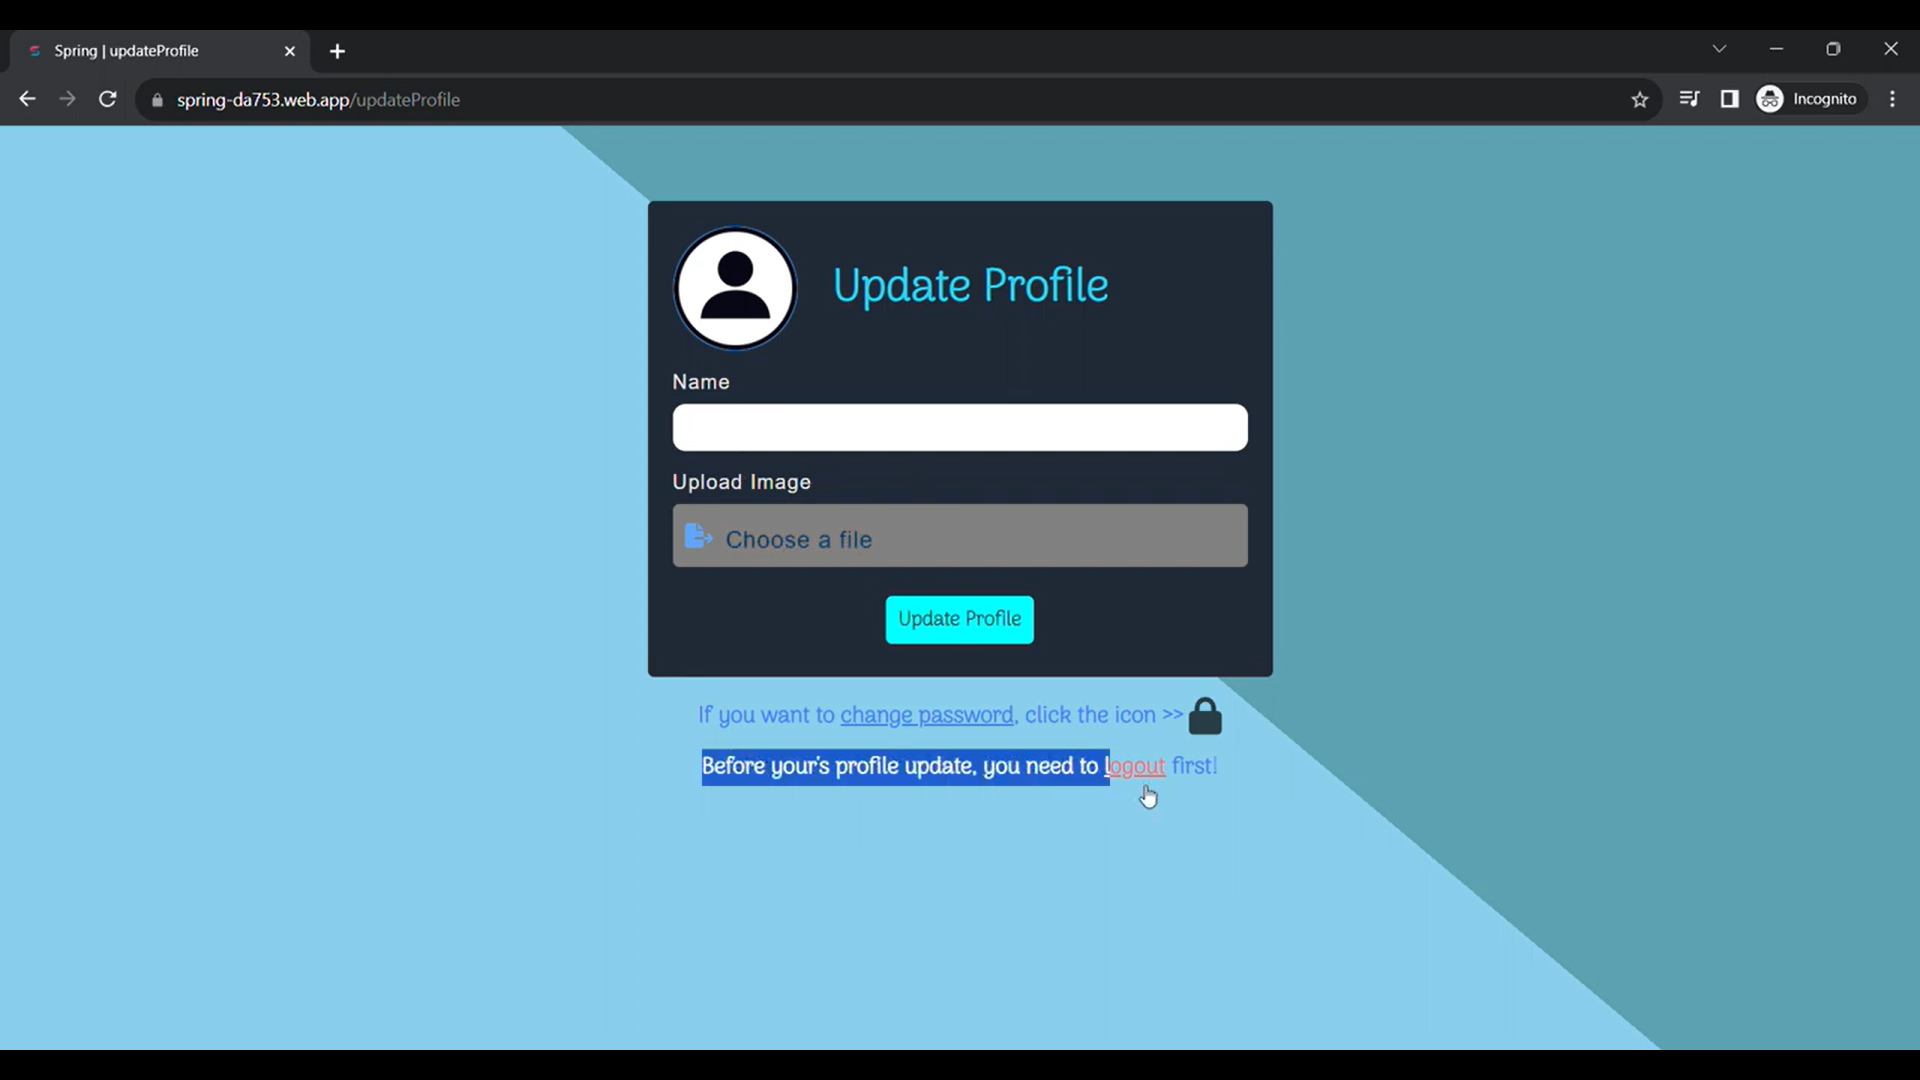 Spring | updateProfile
spring-da753.web.app/updateProfile
Incognito
Update Profile
Name
Upload Image
Choose a file
Update Profile
If you want to change password, click the icon >>
Before your's profile update, you need to logout first!